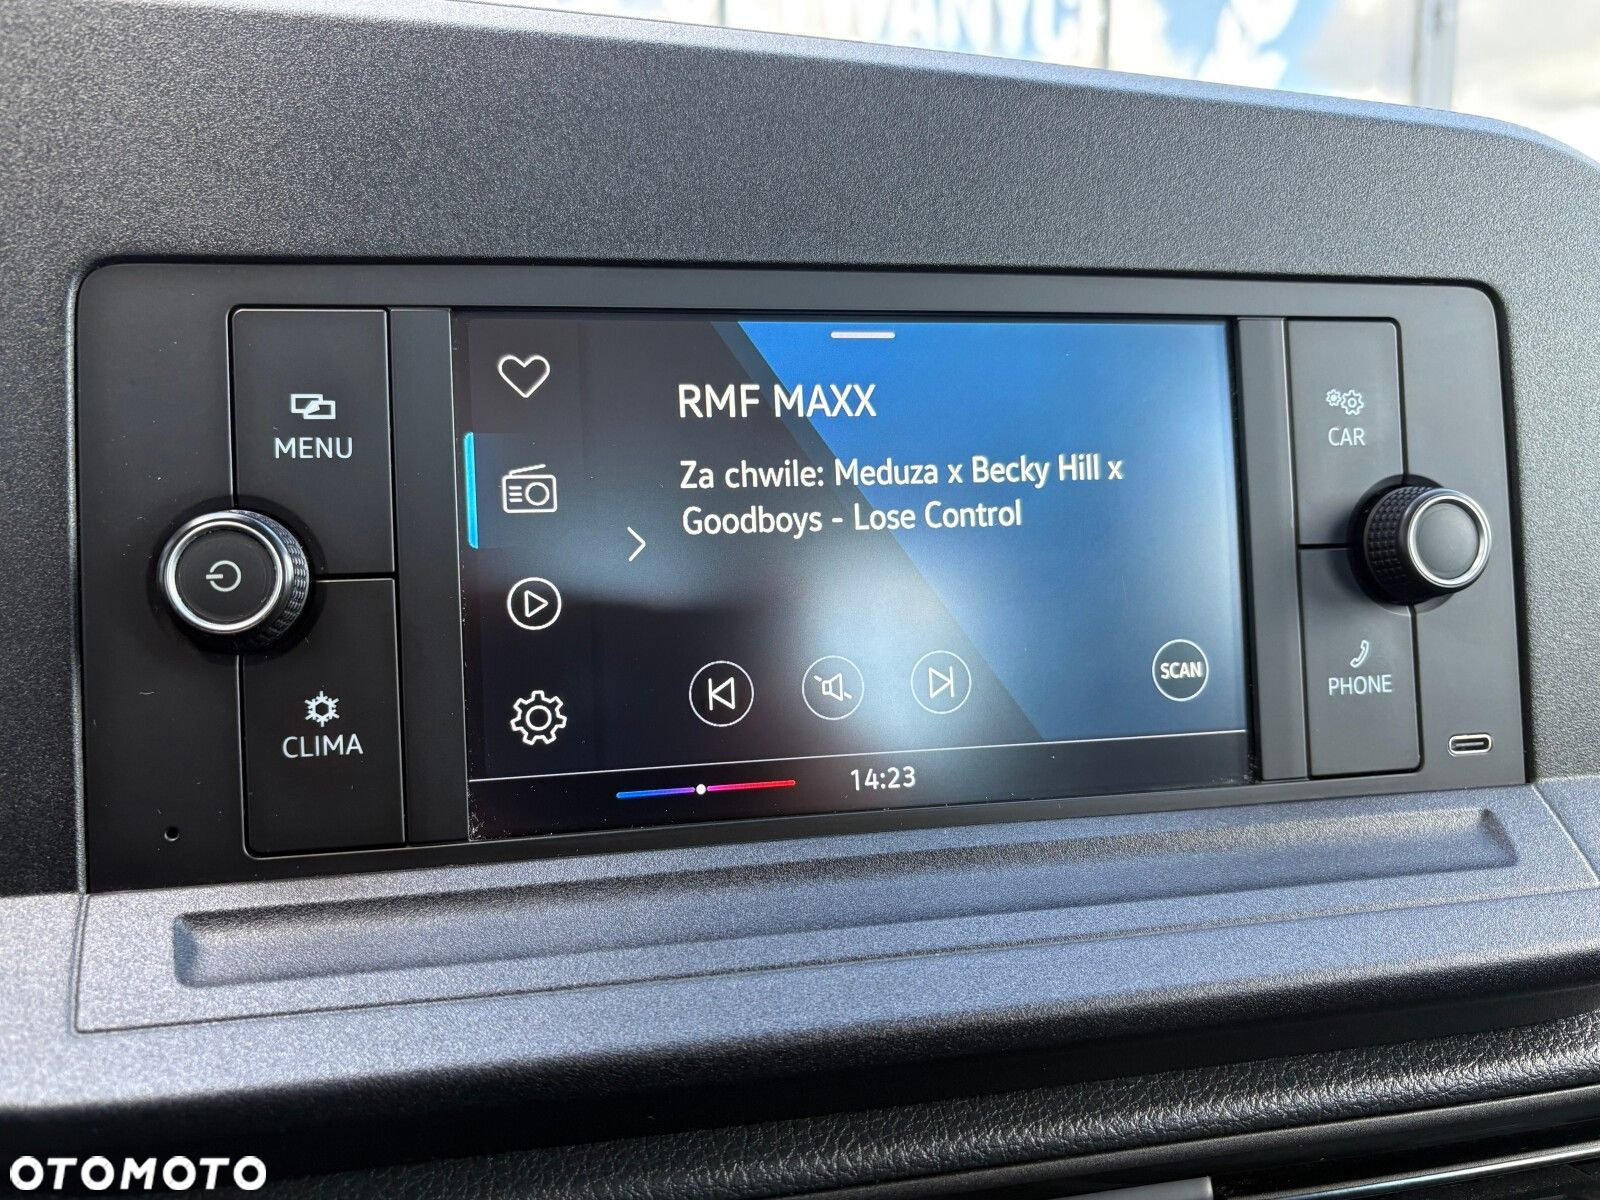 MENU
CLIMA
RMF MAXX
Za chwile: Meduza x Becky Hill x
Goodboys - Lose Control
SCAN
14:23
CAR
PHONE
OTOMOTO